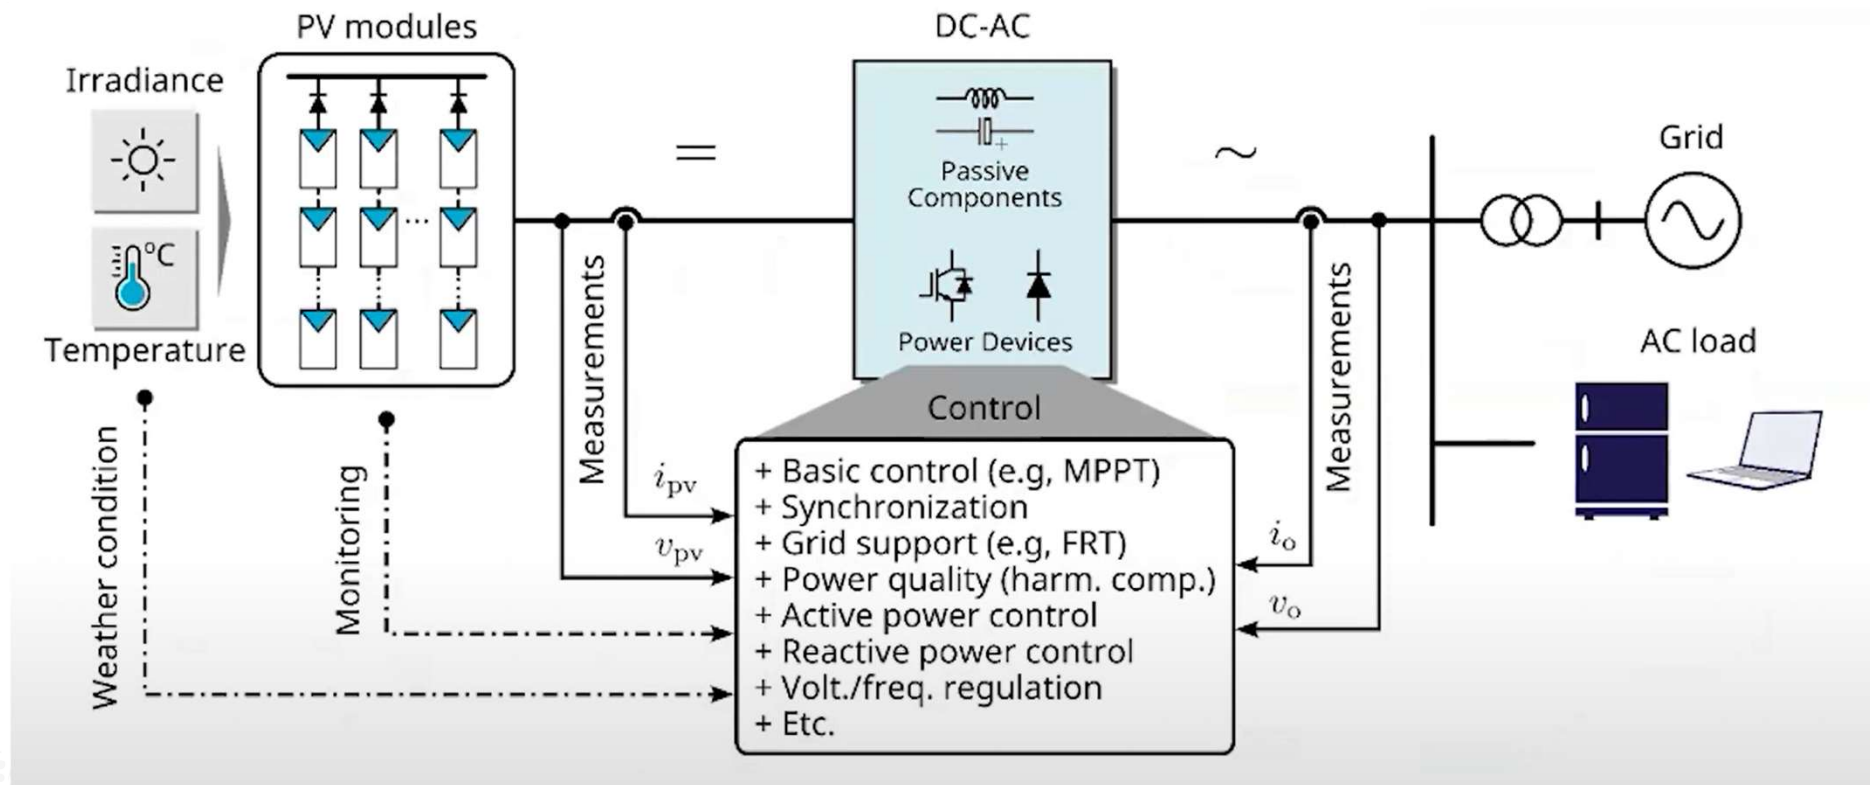 PV modules
DC-AC
Irradiance
°C
Temperature
=
~
Passive
Components
Power Devices
Grid
AC load
Measurements
Measurements
Control
Weather condition
Monitoring
i_pv
v_pv
i_o
v_o
+ Basic control (e.g, MPPT)
+ Synchronization
+ Grid support (e.g, FRT)
+ Power quality (harm. comp.)
+ Active power control
+ Reactive power control
+ Volt./freq. regulation
+ Etc.